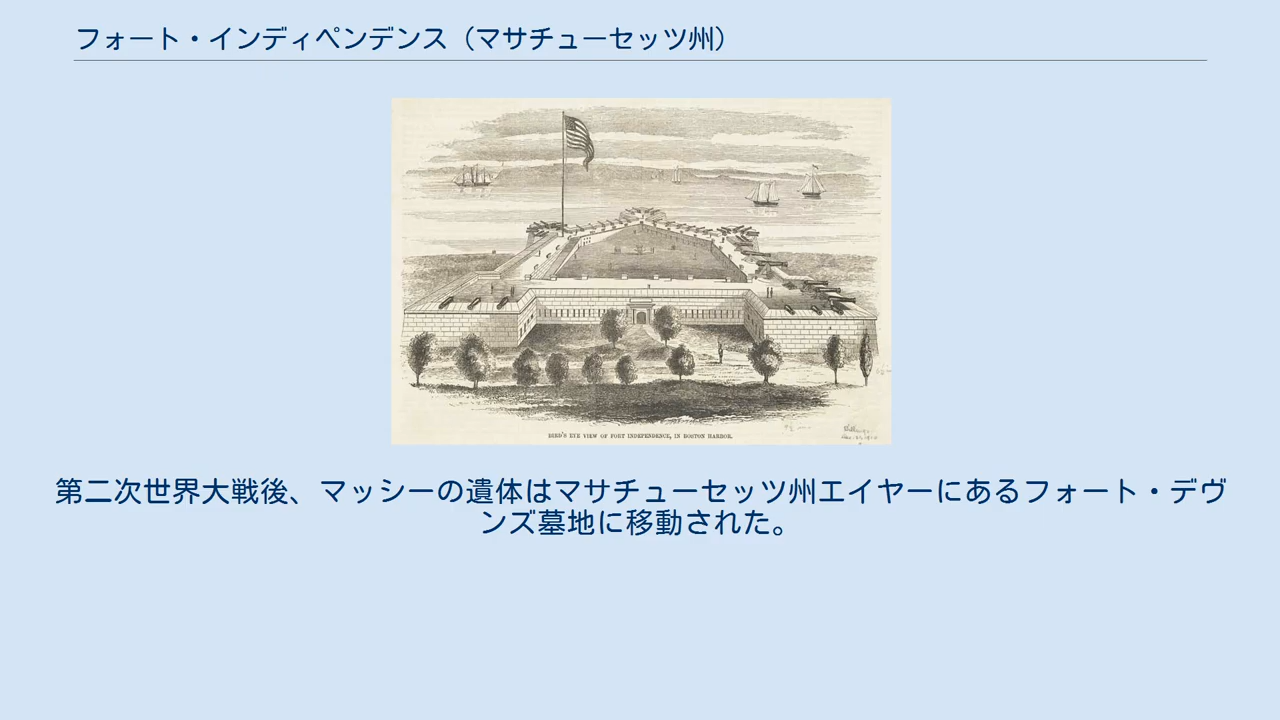 フォート・インディペンデンス（マサチューセッツ州）
BIRD'S EYE VIEW OF FORT INDEPENDENCE, IN BOSTON HARBOR.
第二次世界大戦後、マッシーの遺体はマサチューセッツ州エイヤーにあるフォート・デヴ
ンズ墓地に移動された。